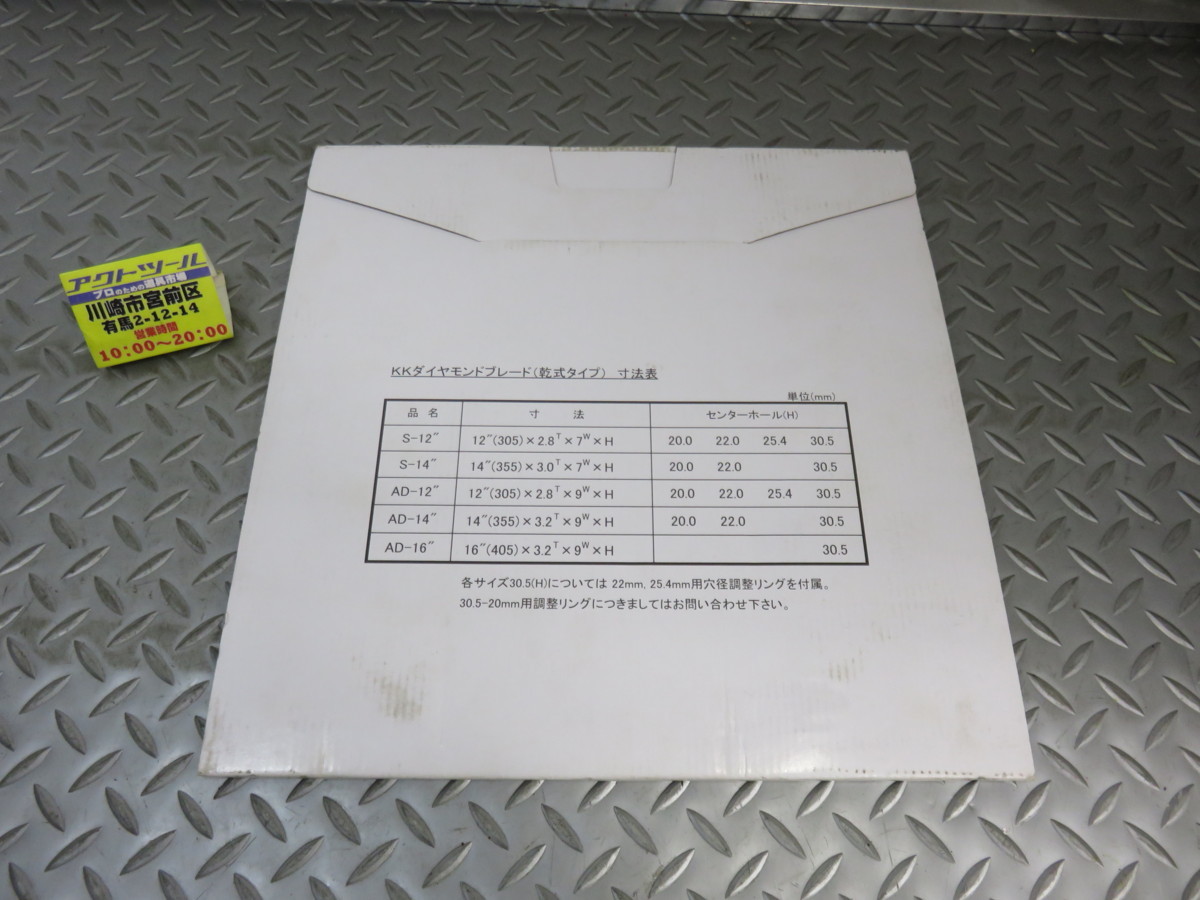 アクトツール
プロのための道具市場
川崎市宮前区
有馬2-12-14
営業時間
10:00～20:00
KKダイヤモンドブレード(乾式タイプ) 寸法表
単位(mm)
品 名 寸 法 センターホール(H)
S-12″ 12″(305)×2.8ᵀ×7ᵂ×H 20.0 22.0 25.4 30.5
S-14″ 14″(355)×3.0ᵀ×7ᵂ×H 20.0 22.0 30.5
AD-12″ 12″(305)×2.8ᵀ×9ᵂ×H 20.0 22.0 25.4 30.5
AD-14″ 14″(355)×3.2ᵀ×9ᵂ×H 20.0 22.0 30.5
AD-16″ 16″(405)×3.2ᵀ×9ᵂ×H 30.5
各サイズ30.5(H)については 22mm, 25.4mm用穴径調整リングを付属。
30.5-20mm用調整リングにつきましてはお問い合わせ下さい。